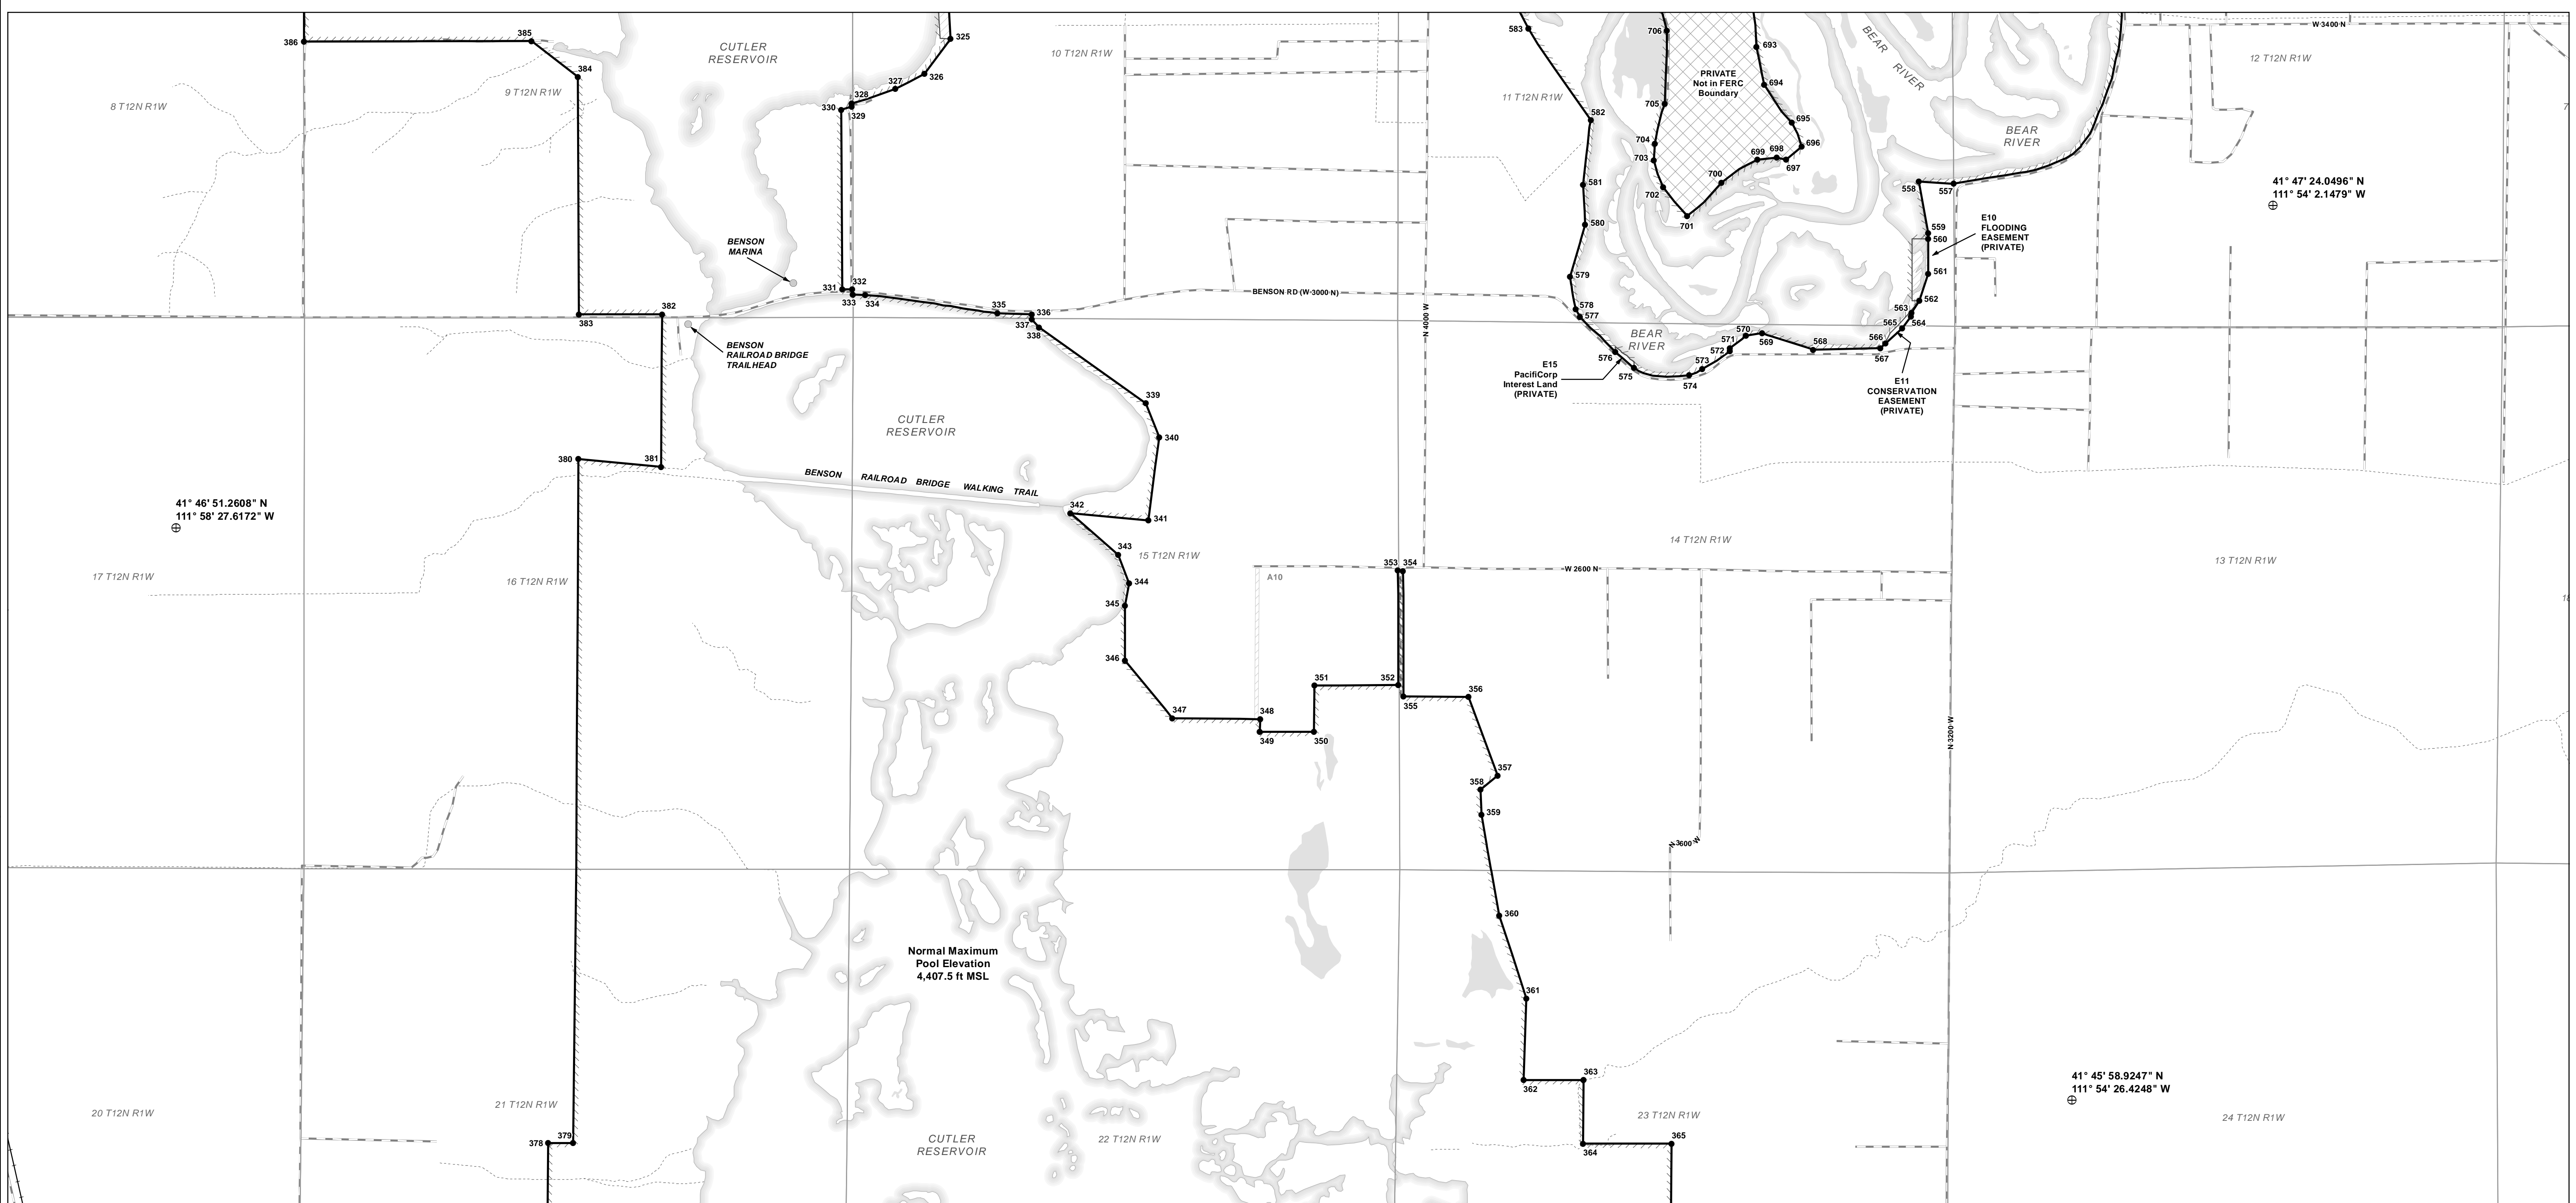 386
385
384
CUTLER
RESERVOIR
325
326
327
328
329
330
10 T12N R1W
583
706
693
PRIVATE
Not in FERC
Boundary
694
BEAR
RIVER
W 3400 N
12 T12N R1W
8 T12N R1W
9 T12N R1W
11 T12N R1W
582
705
695
704
703
696
699
698
697
BEAR
RIVER
7
581
702
700
701
558
557
41° 47' 24.0496" N
111° 54' 2.1479" W
580
559
560
E10
FLOODING
EASEMENT
(PRIVATE)
561
BENSON
MARINA
579
331
332
333
334
BENSON RD (W 3000 N)
562
563
564
565
383
382
335
336
337
338
N 4000 W
578
577
BEAR
RIVER
570
569
571
572
566
567
568
576
573
575
574
BENSON
RAILROAD BRIDGE
TRAILHEAD
E15
PacifiCorp
Interest Land
(PRIVATE)
E11
CONSERVATION
EASEMENT
(PRIVATE)
339
CUTLER
RESERVOIR
340
380
381
BENSON RAILROAD BRIDGE WALKING TRAIL
41° 46' 51.2608" N
111° 58' 27.6172" W
342
341
343
15 T12N R1W
14 T12N R1W
13 T12N R1W
353
354
W 2600 N
17 T12N R1W
16 T12N R1W
344
A10
345
18
346
351
352
356
355
347
348
349
350
N 3200 W
357
358
359
N 3600 W
360
Normal Maximum
Pool Elevation
4,407.5 ft MSL
361
362
363
41° 45' 58.9247" N
111° 54' 26.4248" W
20 T12N R1W
21 T12N R1W
23 T12N R1W
24 T12N R1W
378
379
CUTLER
RESERVOIR
22 T12N R1W
364
365